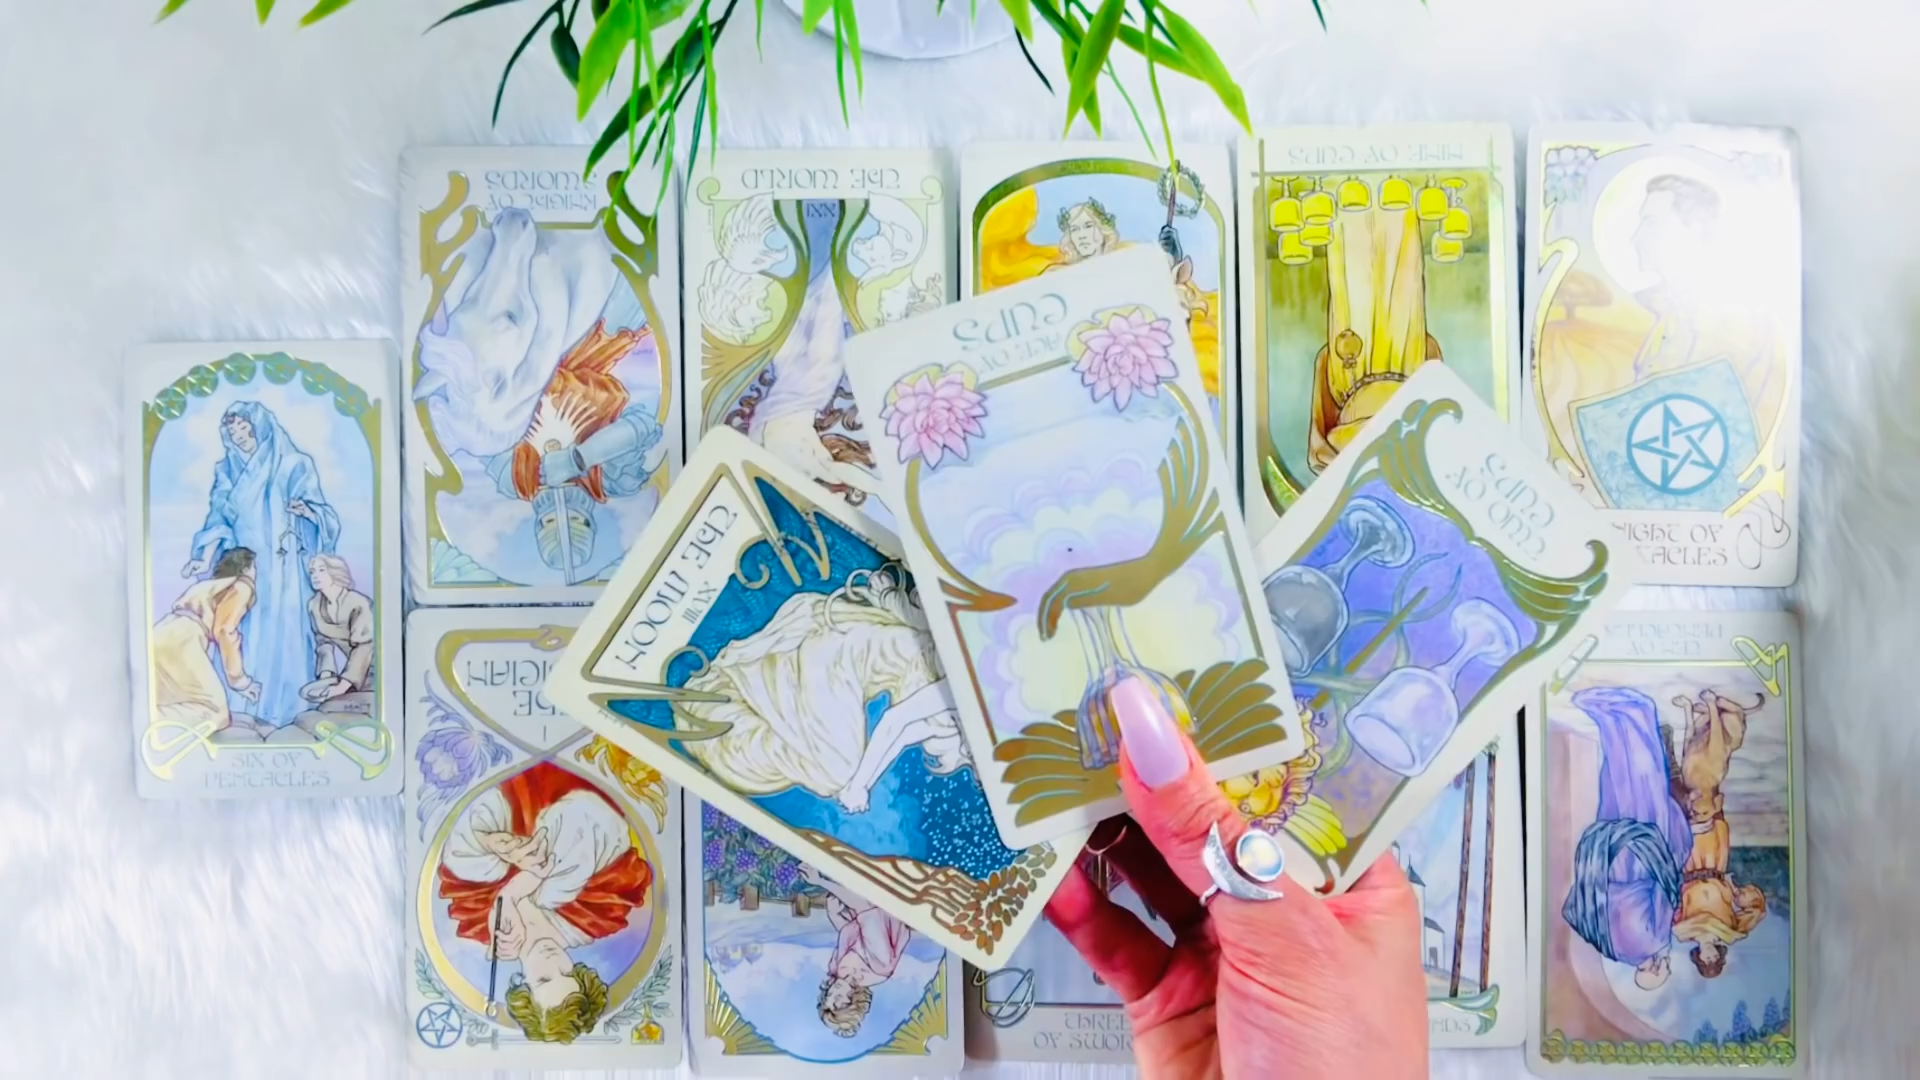 KNIGHT OF
SWORDS
THE WORLD
XXI
NINE OF CUPS
ACE OF
CUPS
TWO OF
CUPS
THE MOON
XVIII
KNIGHT OF
PENTACLES
SIX OF
PENTACLES
THE
MAGICIAN
I
TEN OF
PENTACLES
THREE
OF SWORDS